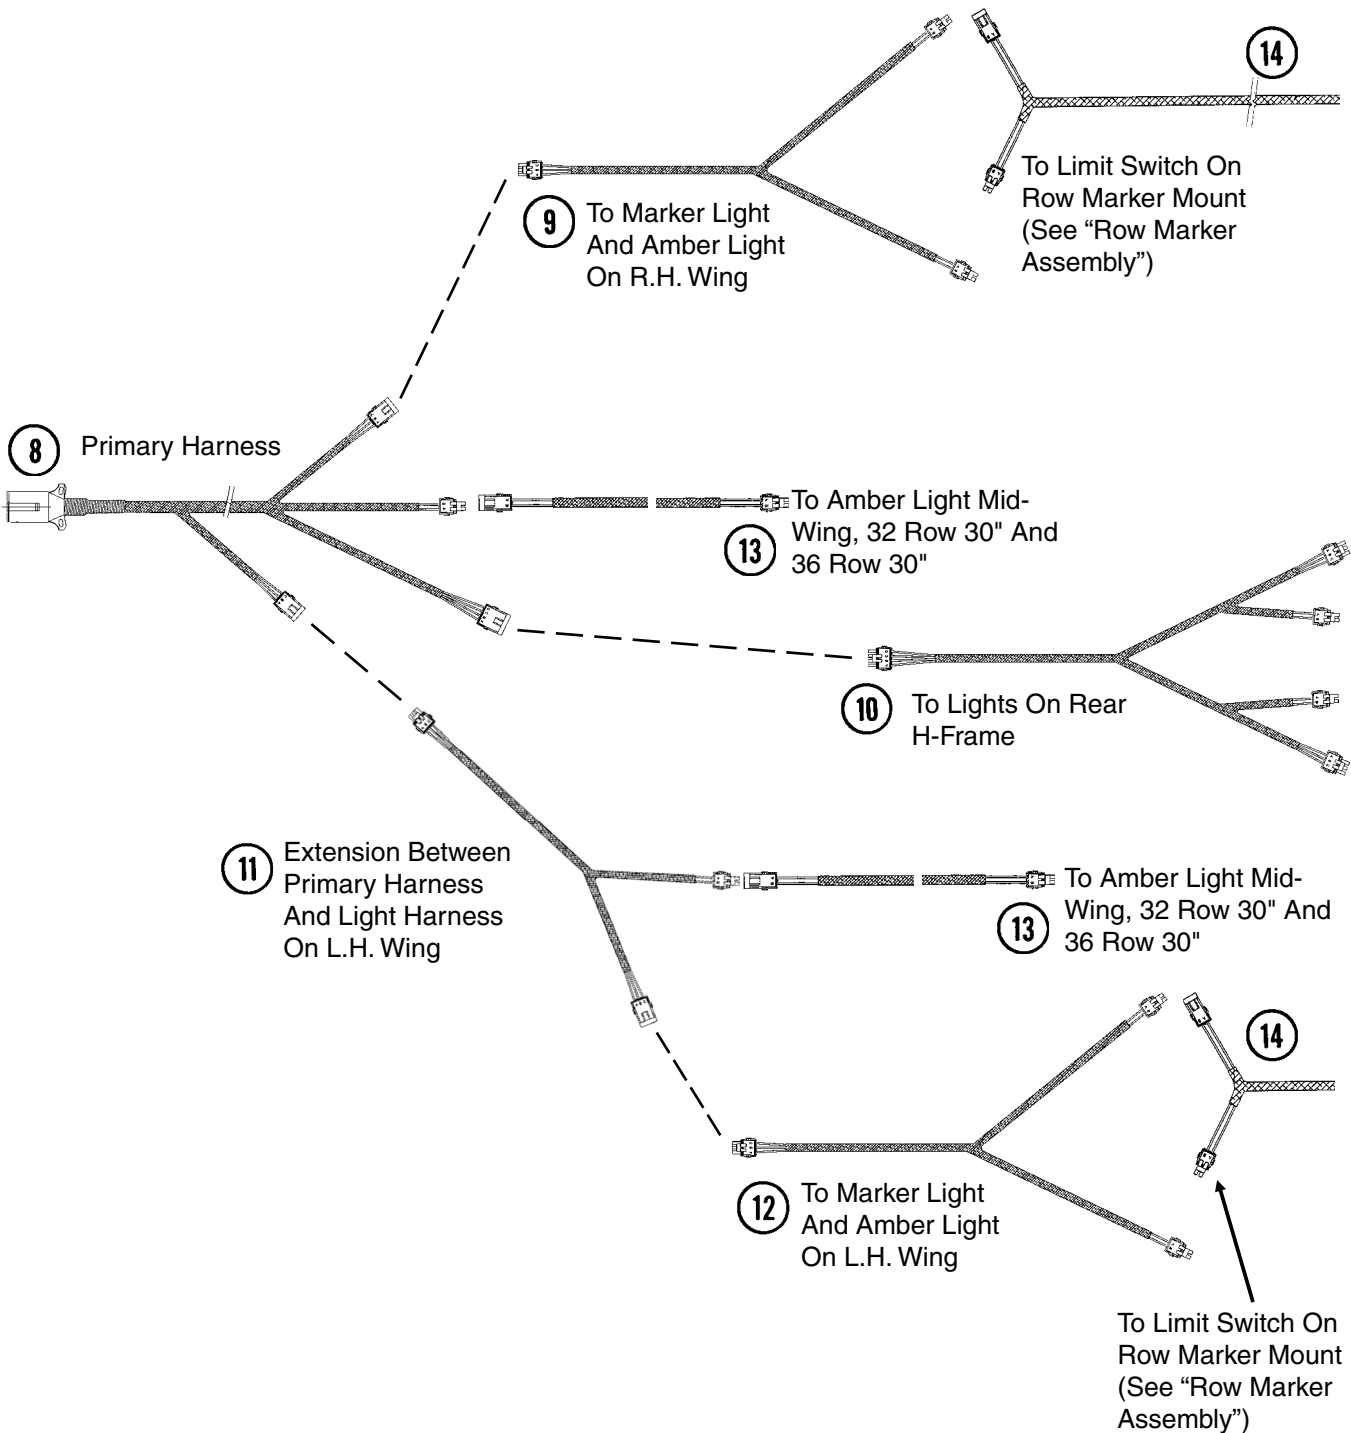 14
To Limit Switch On
Row Marker Mount
(See “Row Marker
Assembly”)
9
To Marker Light
And Amber Light
On R.H. Wing
8
Primary Harness
13
To Amber Light Mid-
Wing, 32 Row 30" And
36 Row 30"
10
To Lights On Rear
H-Frame
11
Extension Between
Primary Harness
And Light Harness
On L.H. Wing
13
To Amber Light Mid-
Wing, 32 Row 30" And
36 Row 30"
14
12
To Marker Light
And Amber Light
On L.H. Wing
To Limit Switch On
Row Marker Mount
(See “Row Marker
Assembly”)